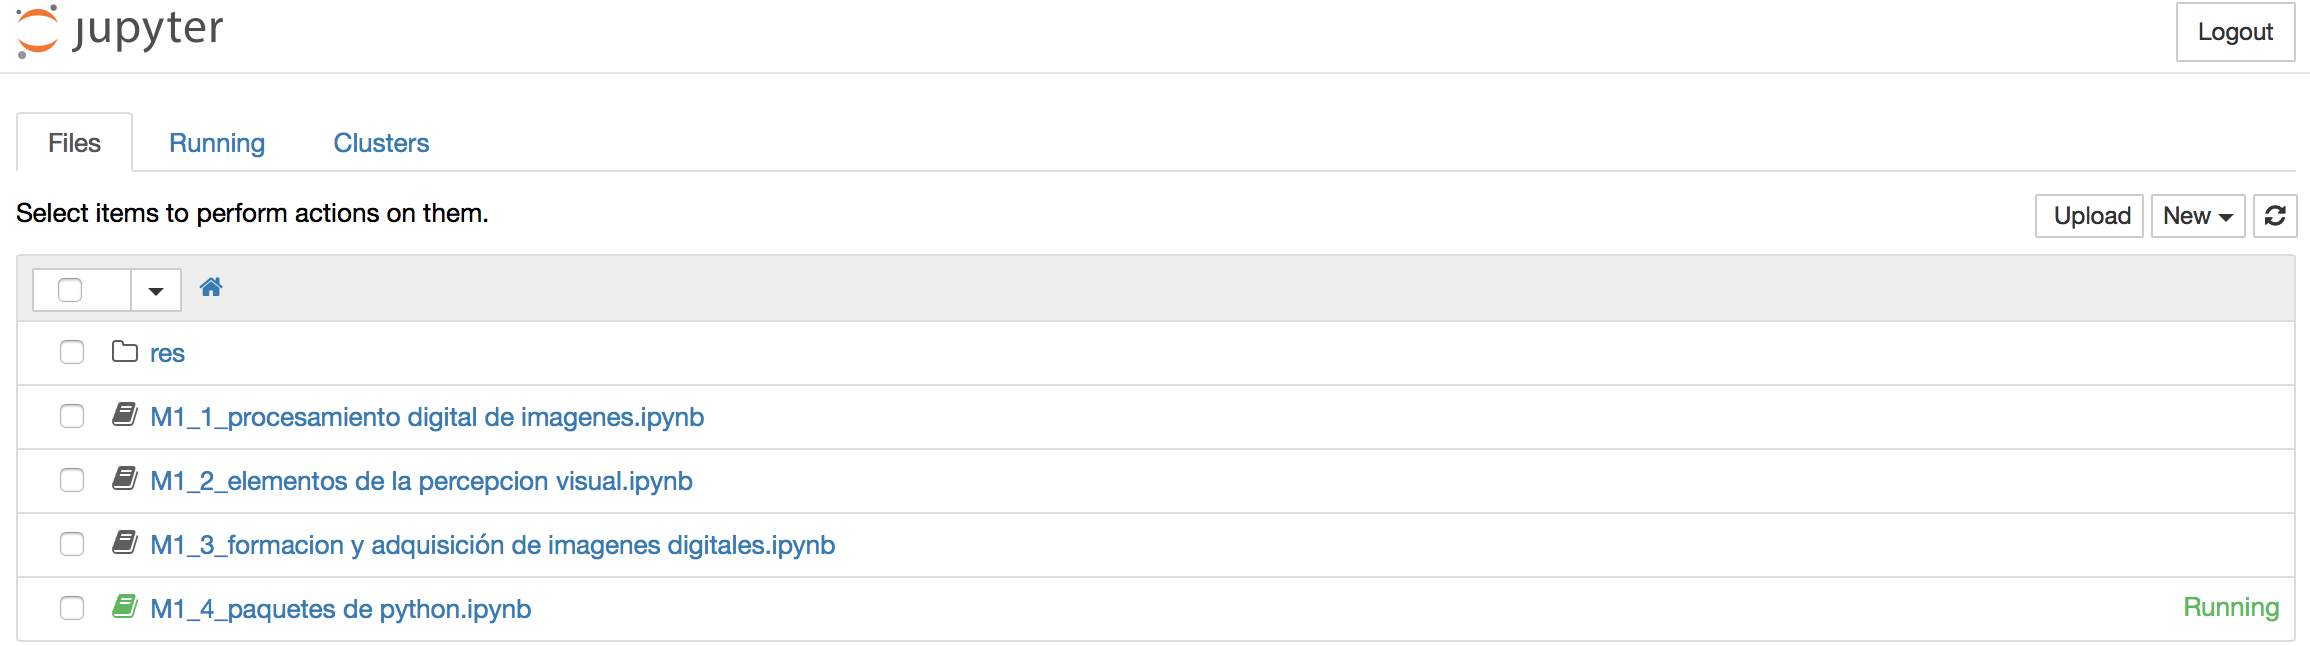 jupyter
Logout
Files Running Clusters
Select items to perform actions on them.
Upload New
res
M1_1_procesamiento digital de imagenes.ipynb
M1_2_elementos de la percepcion visual.ipynb
M1_3_formacion y adquisición de imagenes digitales.ipynb
M1_4_paquetes de python.ipynb Running